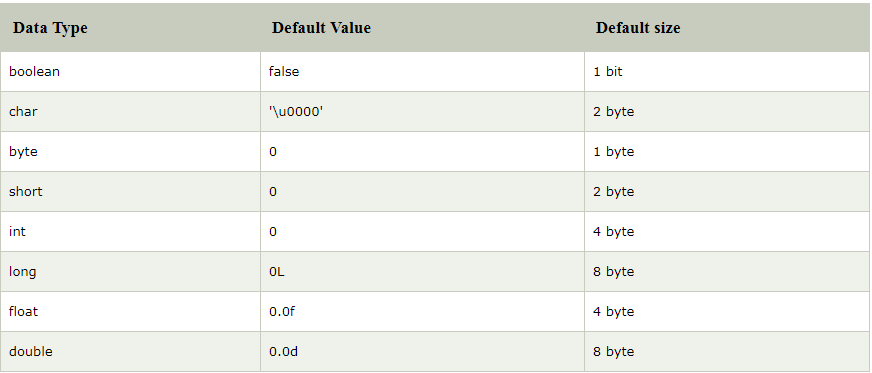 Data Type Default Value Default size
boolean false 1 bit
char '\u0000' 2 byte
byte 0 1 byte
short 0 2 byte
int 0 4 byte
long 0L 8 byte
float 0.0f 4 byte
double 0.0d 8 byte